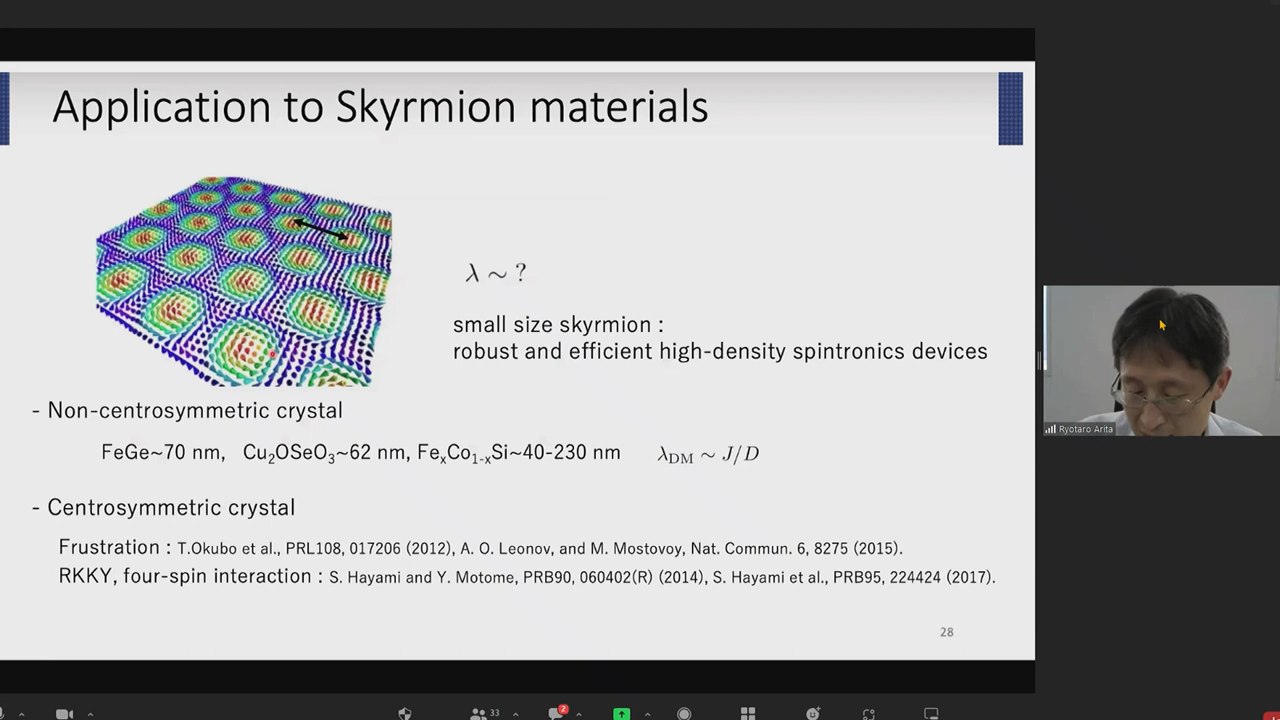 Application to Skyrmion materials
λ ∼ ?
small size skyrmion :
robust and efficient high-density spintronics devices
- Non-centrosymmetric crystal
FeGe~70 nm, Cu₂OSeO₃~62 nm, FeₓCo₁₋ₓSi~40-230 nm λ_DM ∼ J/D
- Centrosymmetric crystal
Frustration : T.Okubo et al., PRL108, 017206 (2012), A. O. Leonov, and M. Mostovoy, Nat. Commun. 6, 8275 (2015).
RKKY, four-spin interaction : S. Hayami and Y. Motome, PRB90, 060402(R) (2014), S. Hayami et al., PRB95, 224424 (2017).
28
Ryotaro Arita
33
2